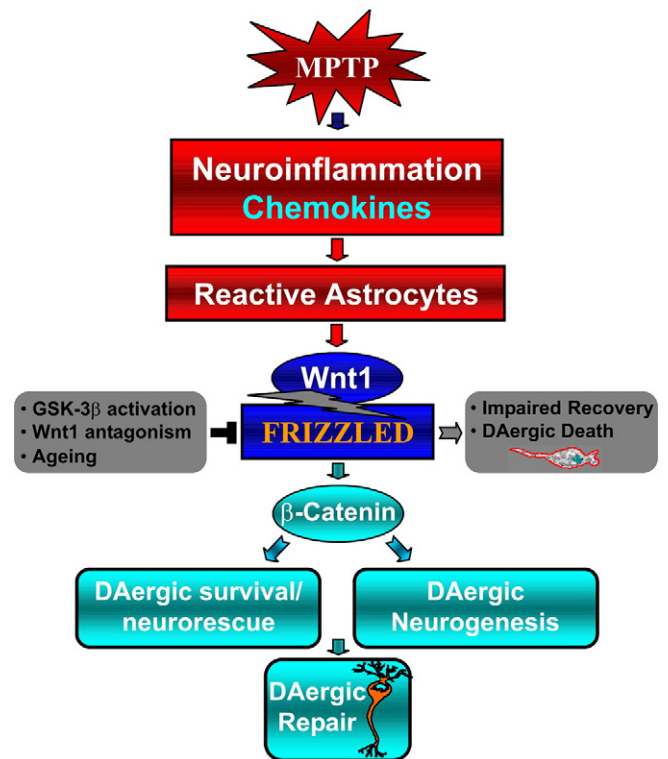 MPTP
Neuroinflammation
Chemokines
Reactive Astrocytes
Wnt1
• GSK-3β activation
• Wnt1 antagonism
• Ageing
FRIZZLED
• Impaired Recovery
• DAergic Death
β-Catenin
DAergic survival/
neurorescue
DAergic
Neurogenesis
DAergic
Repair